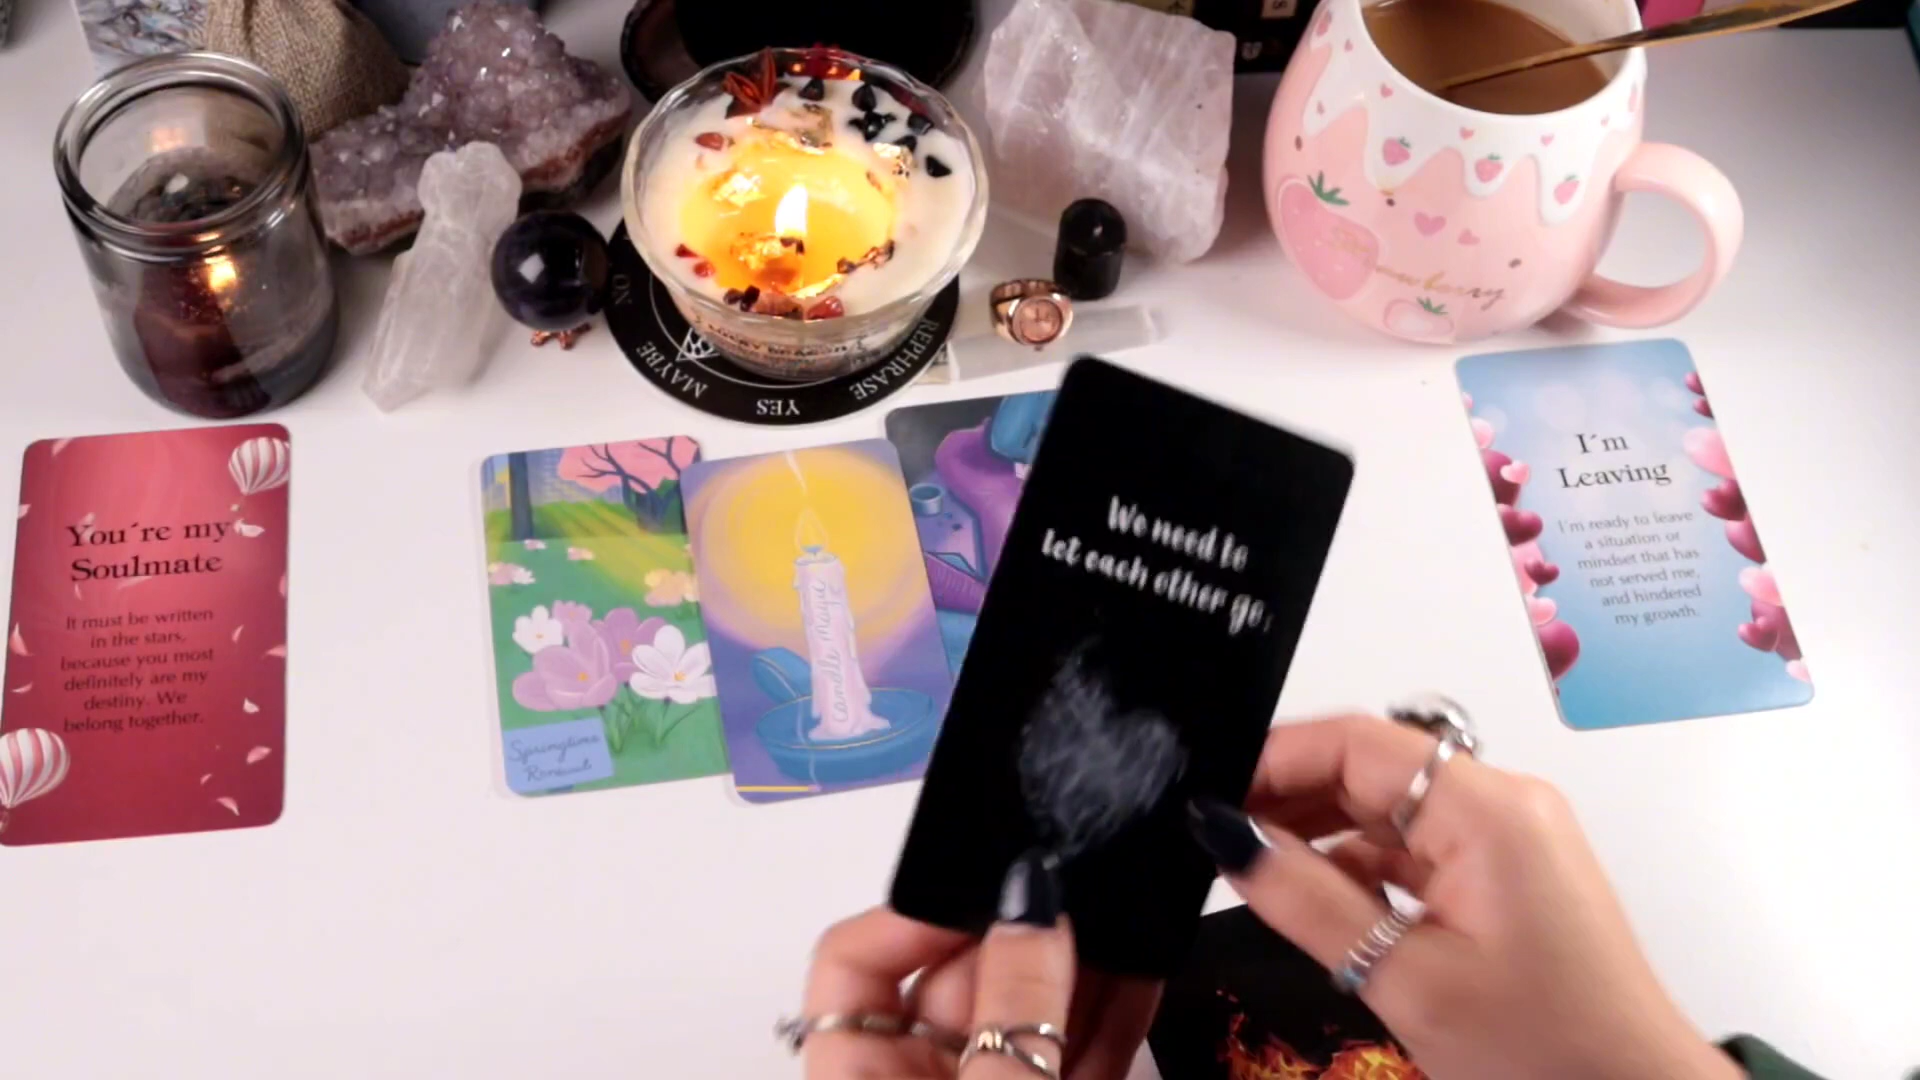 NO
MAYBE
YES
REPHRASE
Strawberry
You´re my
Soulmate
It must be written
in the stars,
because you most
definitely are my
destiny. We
belong together.
Springtime
Renewal
candle magic
We need to
let each other go.
I´m
Leaving
I´m ready to leave
a situation or
mindset that has
not served me,
and hindered
my growth.